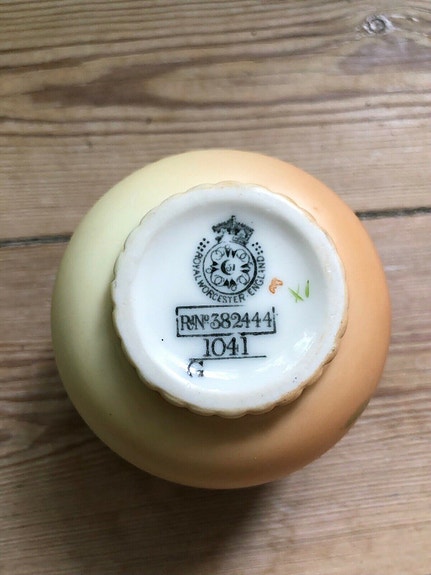 ROYAL WORCESTER ENGLAND
RdNo 382444
1041
G